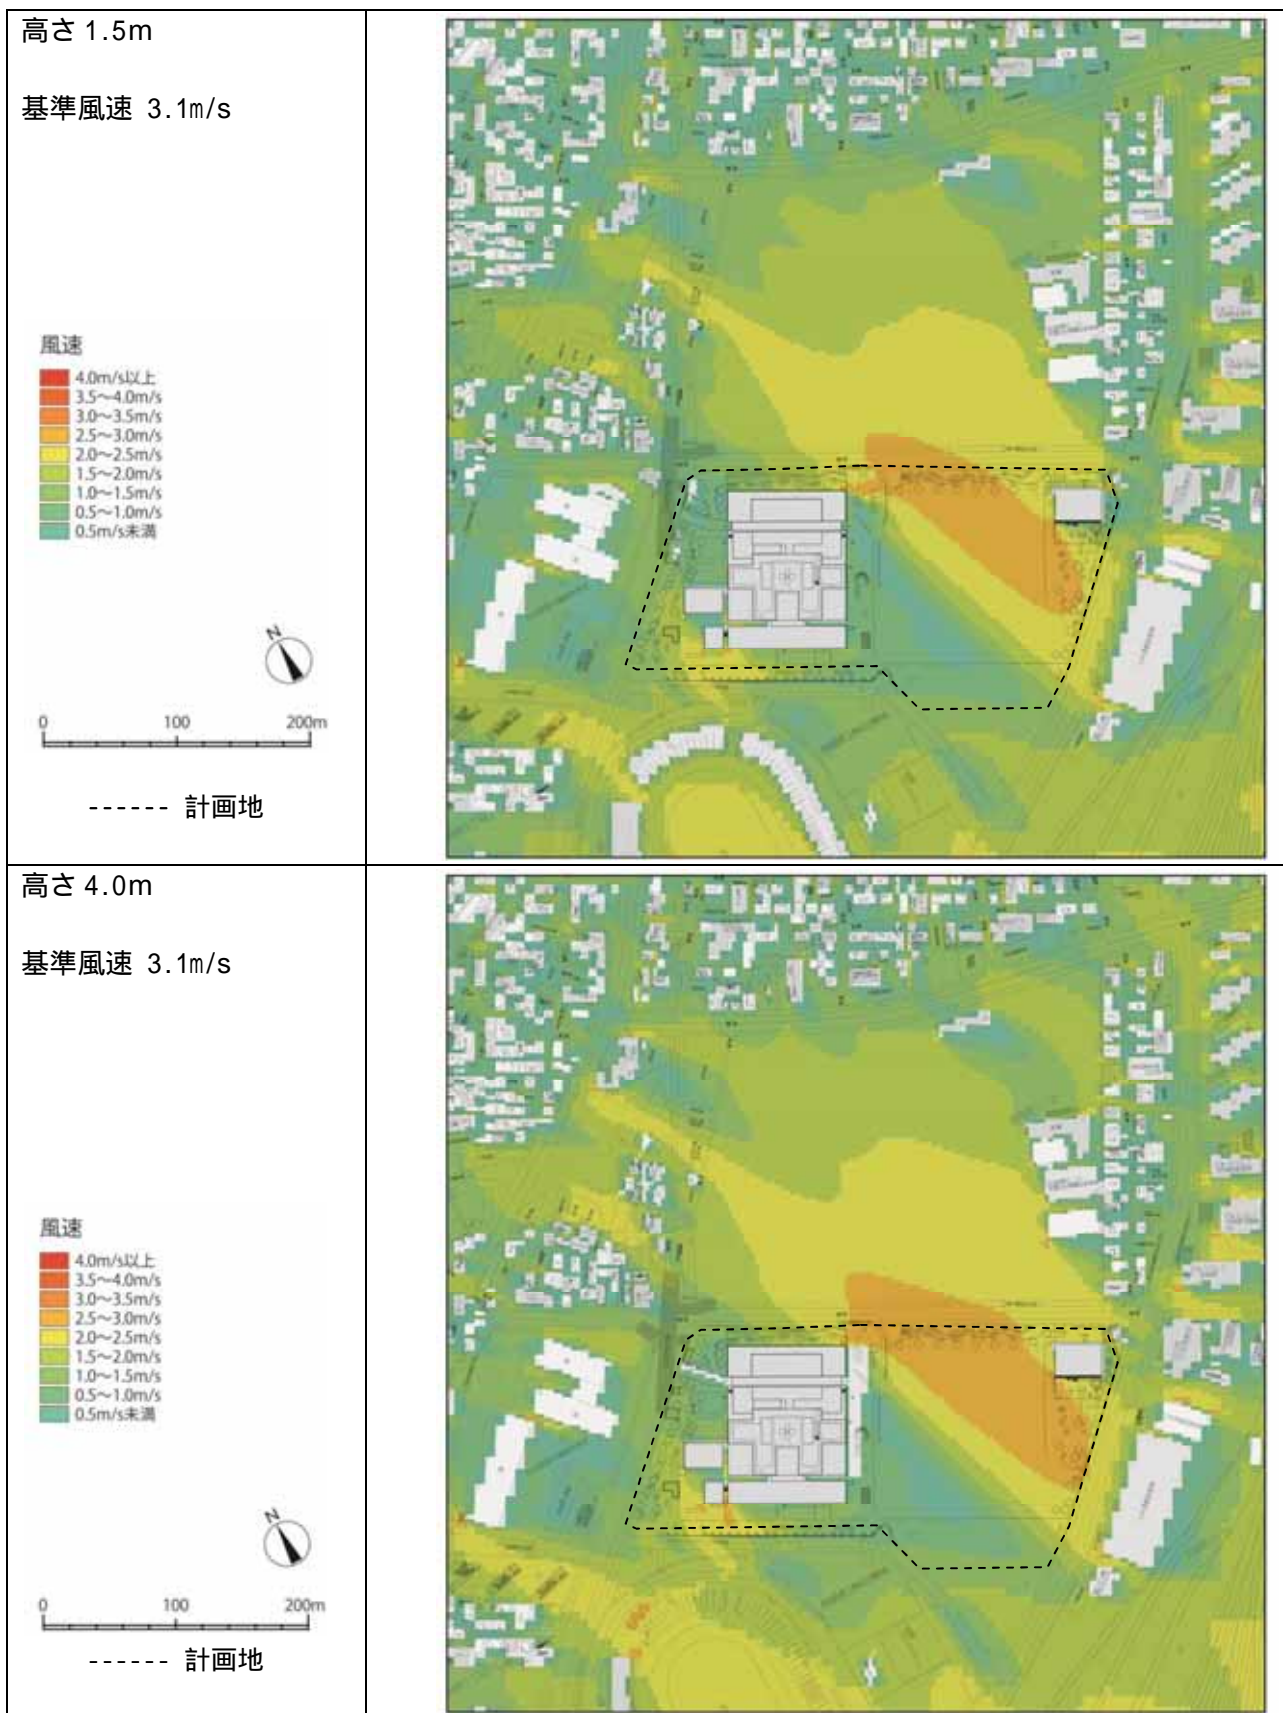 高さ 1.5m
基準風速 3.1m/s
風速
4.0m/s以上
3.5〜4.0m/s
3.0〜3.5m/s
2.5〜3.0m/s
2.0〜2.5m/s
1.5〜2.0m/s
1.0〜1.5m/s
0.5〜1.0m/s
0.5m/s未満
N
0 100 200m
------ 計画地
高さ 4.0m
基準風速 3.1m/s
風速
4.0m/s以上
3.5〜4.0m/s
3.0〜3.5m/s
2.5〜3.0m/s
2.0〜2.5m/s
1.5〜2.0m/s
1.0〜1.5m/s
0.5〜1.0m/s
0.5m/s未満
N
0 100 200m
------ 計画地